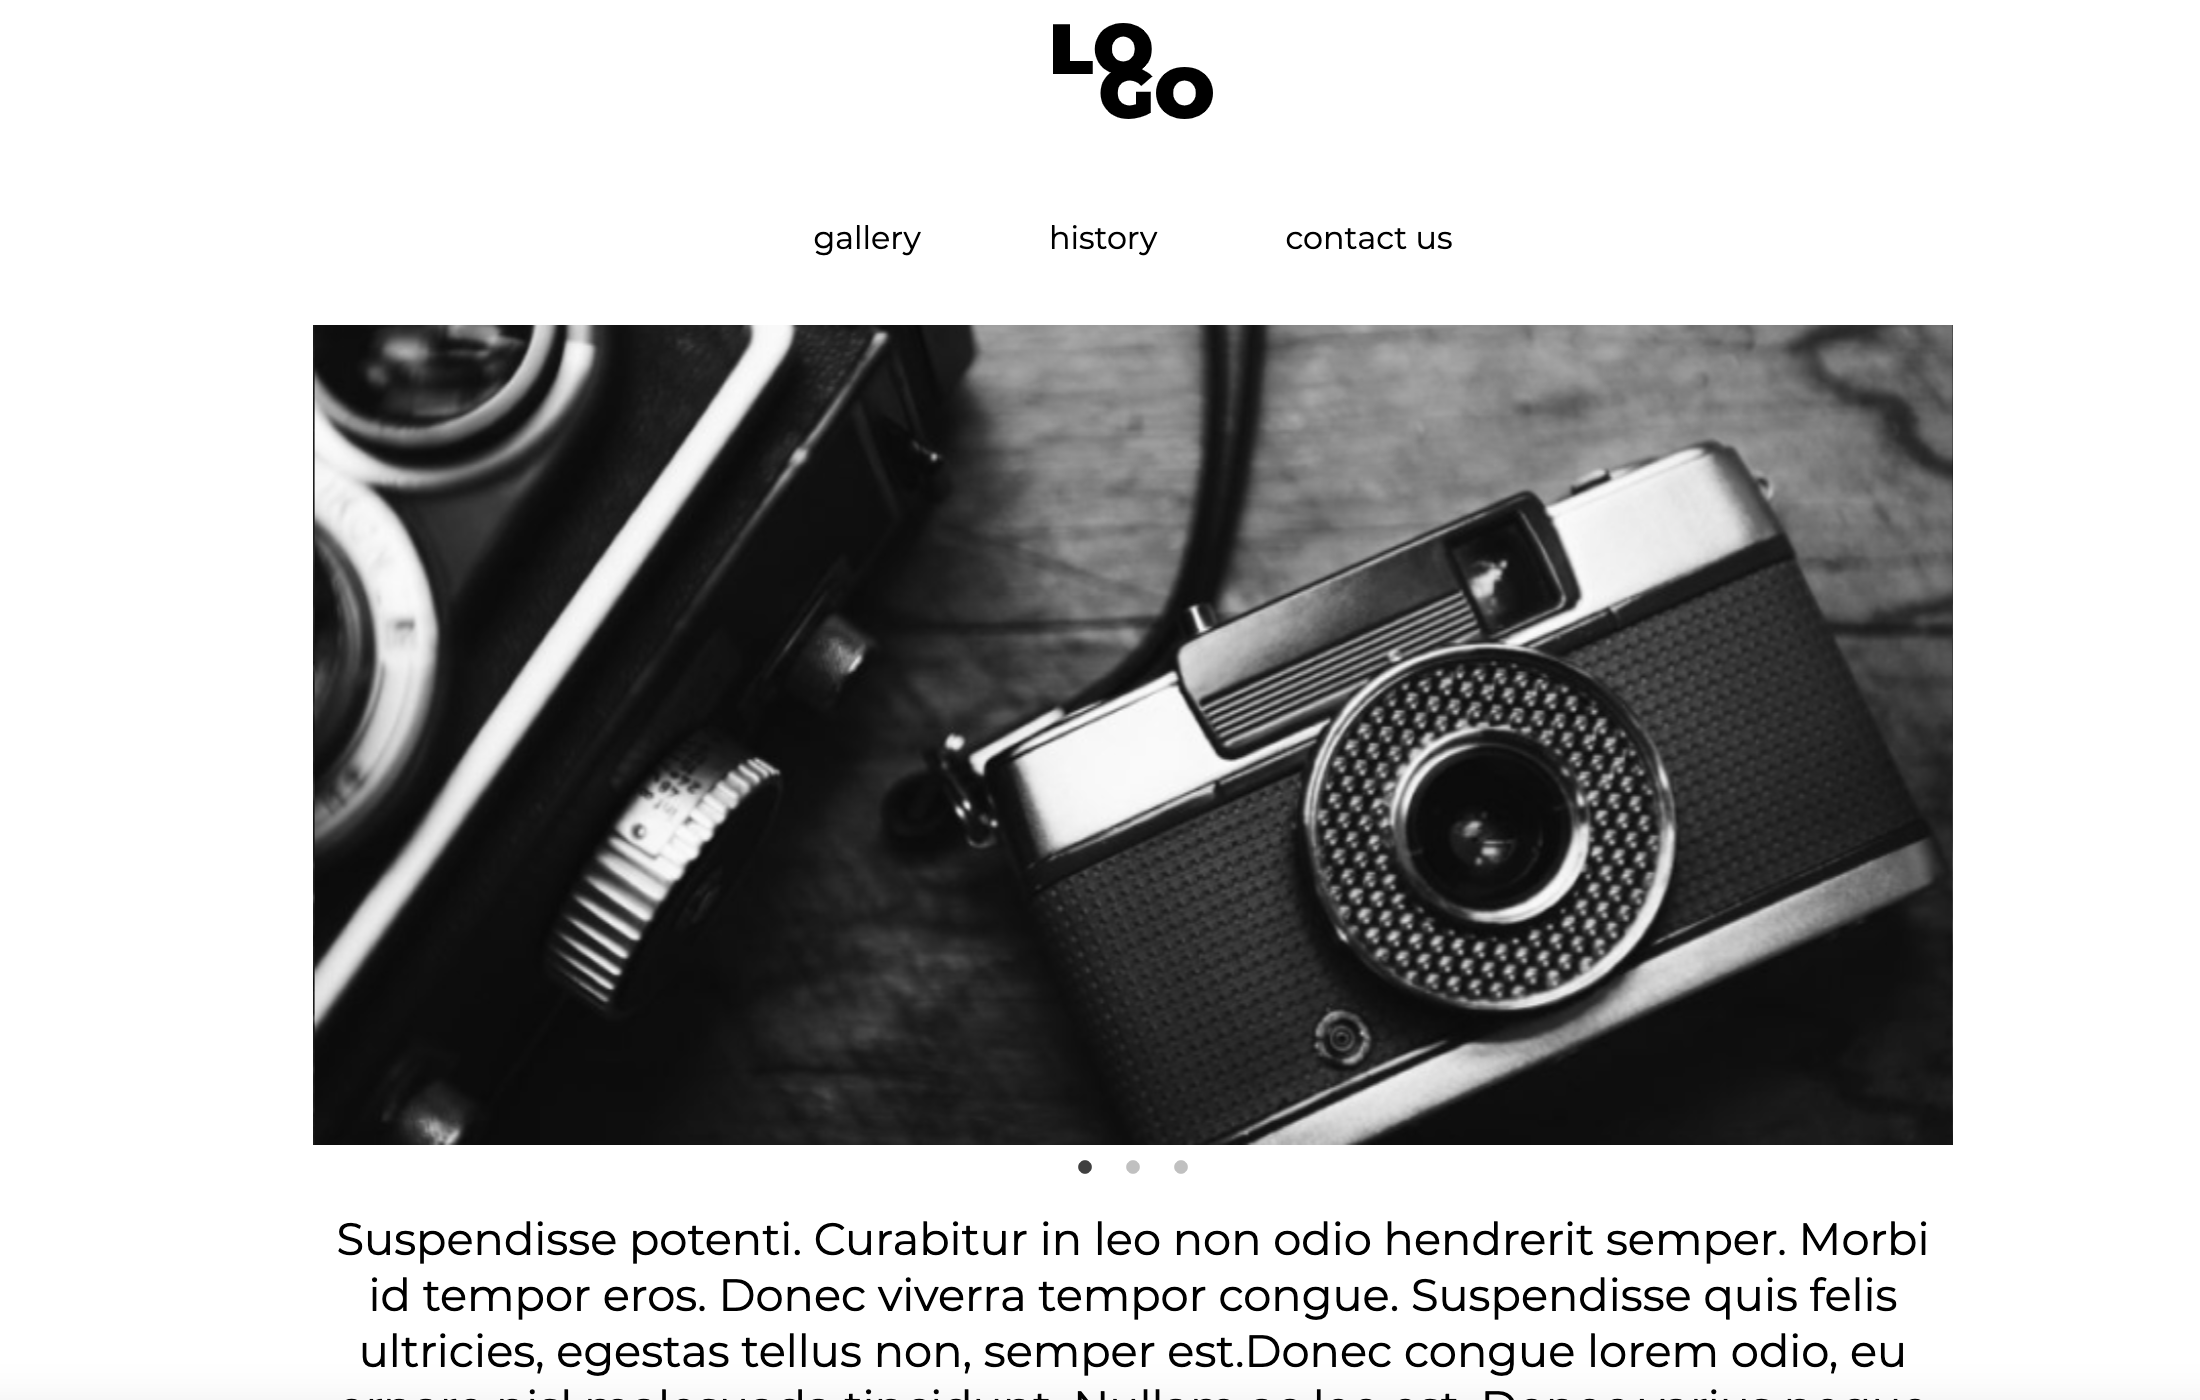 LO
GO
gallery history contact us
Suspendisse potenti. Curabitur in leo non odio hendrerit semper. Morbi
id tempor eros. Donec viverra tempor congue. Suspendisse quis felis
ultricies, egestas tellus non, semper est.Donec congue lorem odio, eu